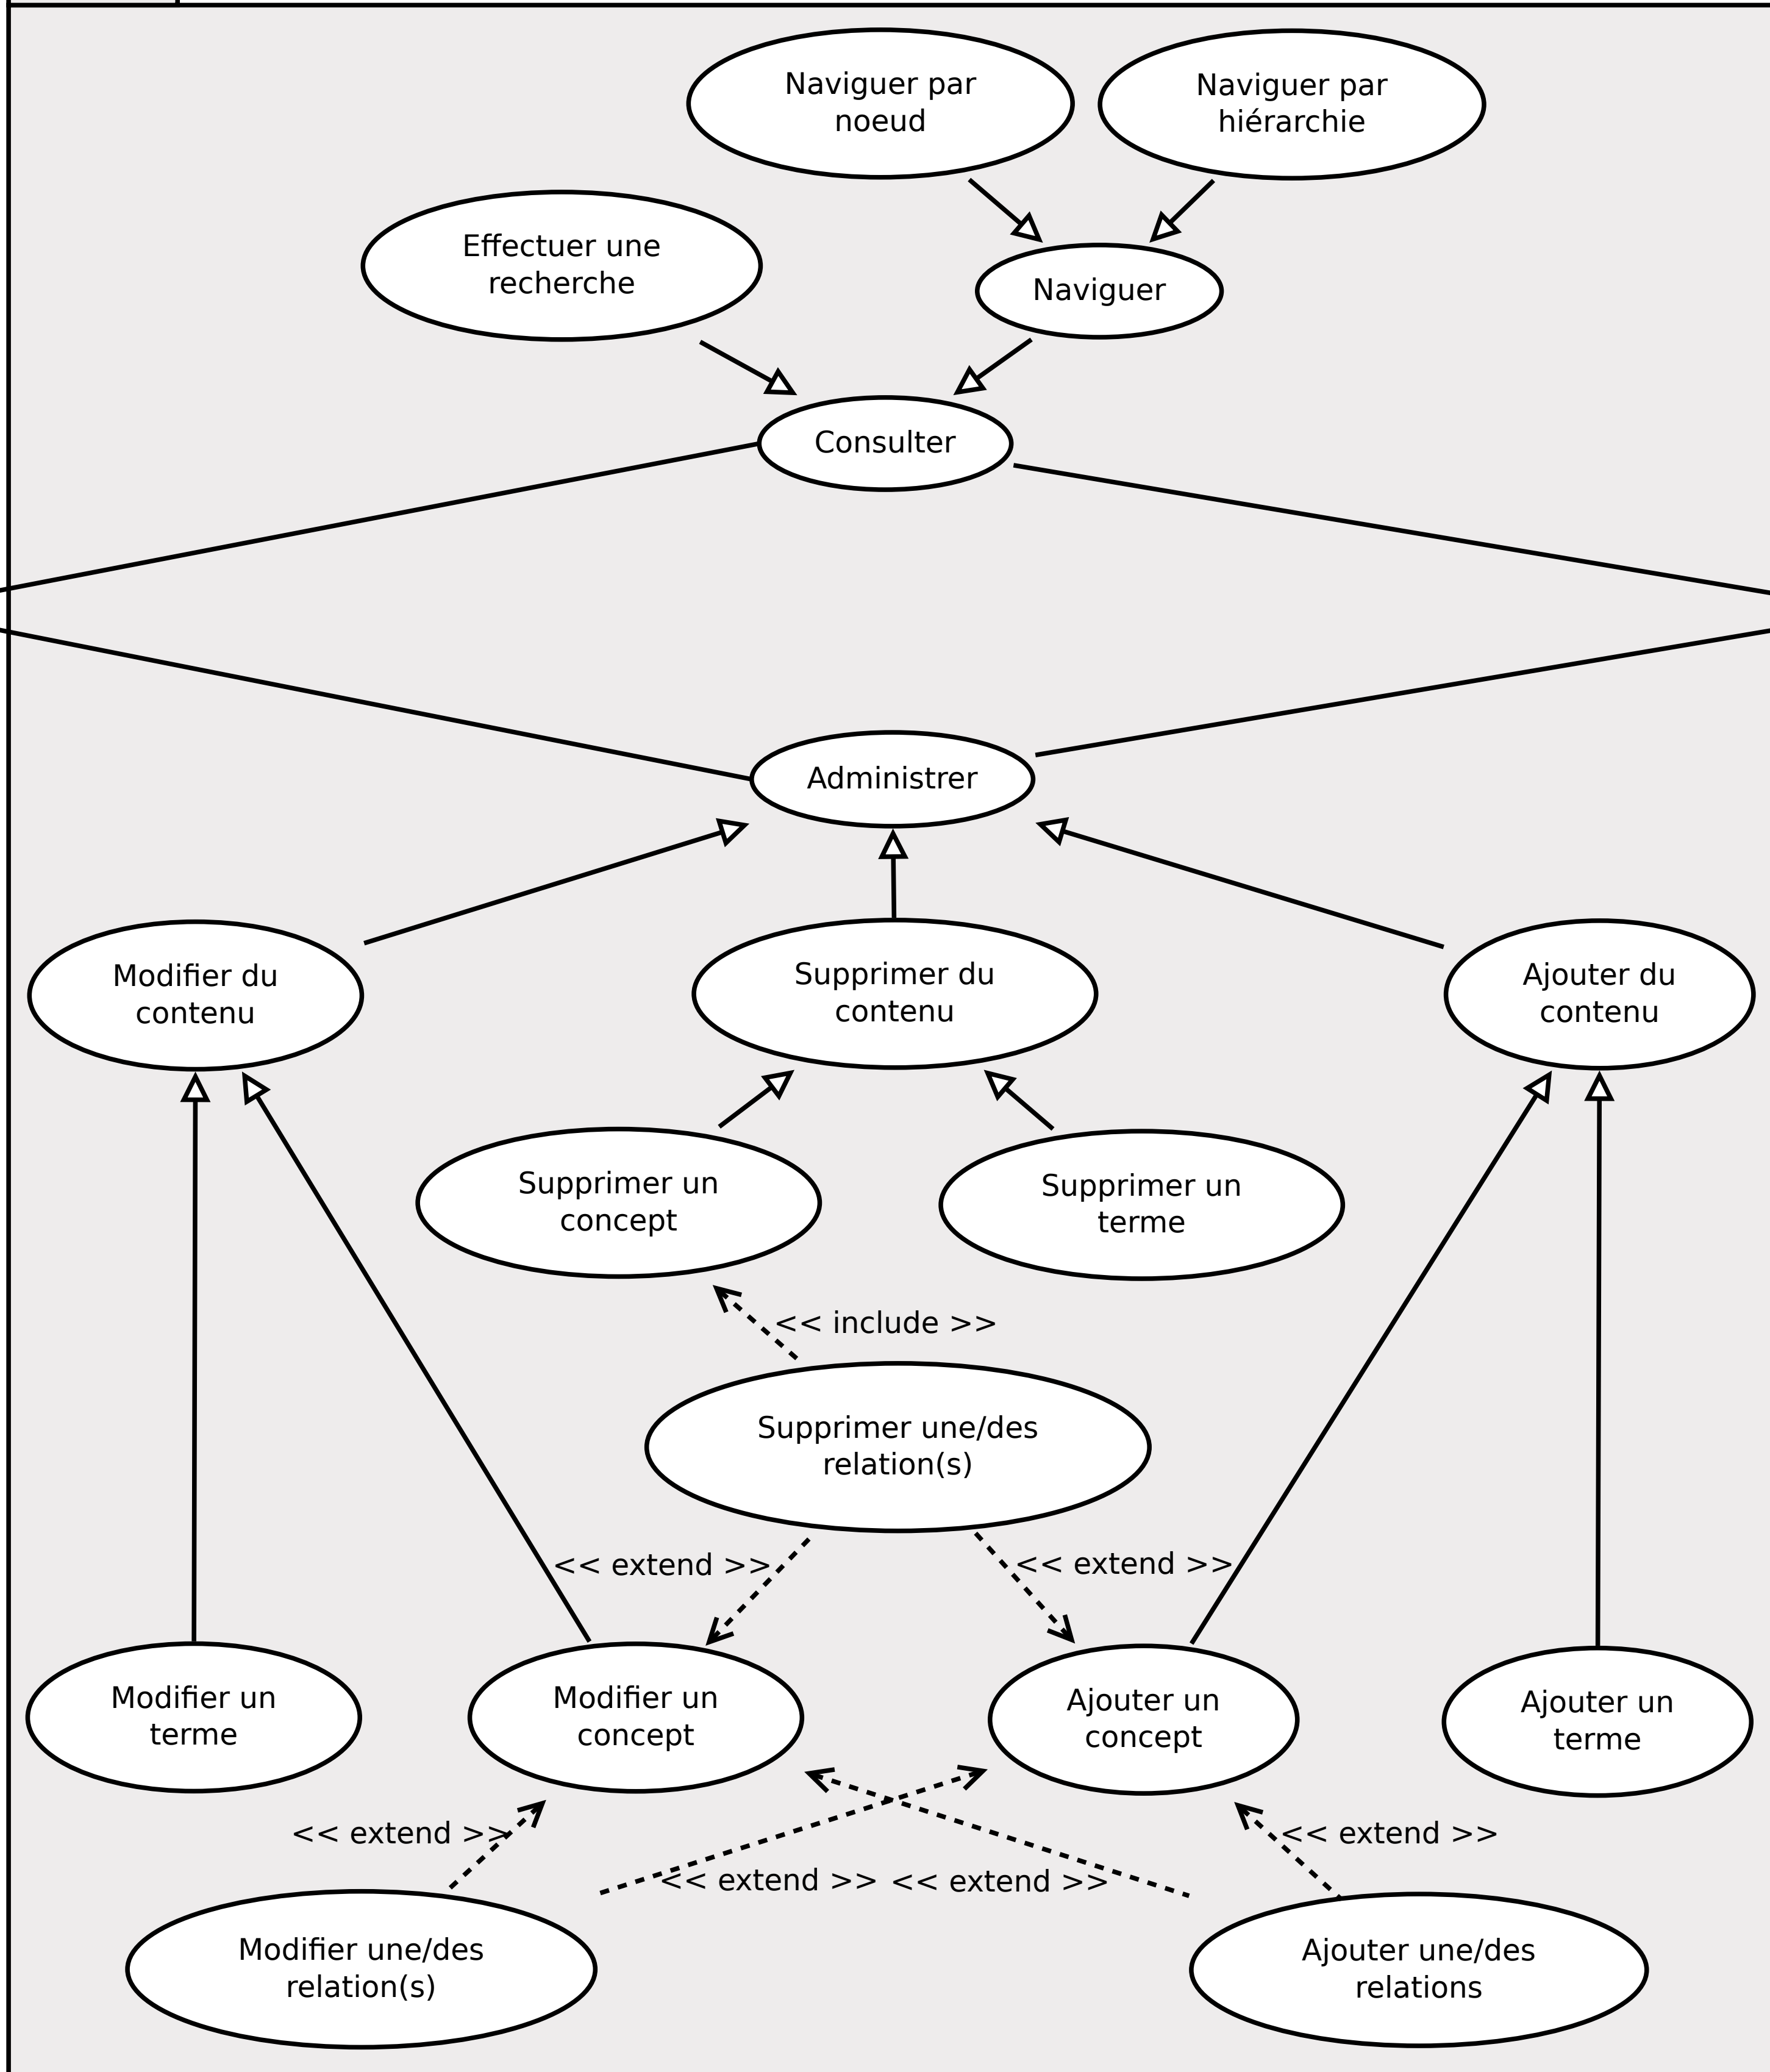 Naviguer par
noeud
Naviguer par
hiérarchie
Effectuer une
recherche
Naviguer
Consulter
Administrer
Modifier du
contenu
Supprimer du
contenu
Ajouter du
contenu
Supprimer un
concept
Supprimer un
terme
<< include >>
Supprimer une/des
relation(s)
<< extend >>
<< extend >>
Modifier un
terme
Modifier un
concept
Ajouter un
concept
Ajouter un
terme
<< extend >>
<< extend >>
<< extend >>
<< extend >>
Modifier une/des
relation(s)
Ajouter une/des
relations